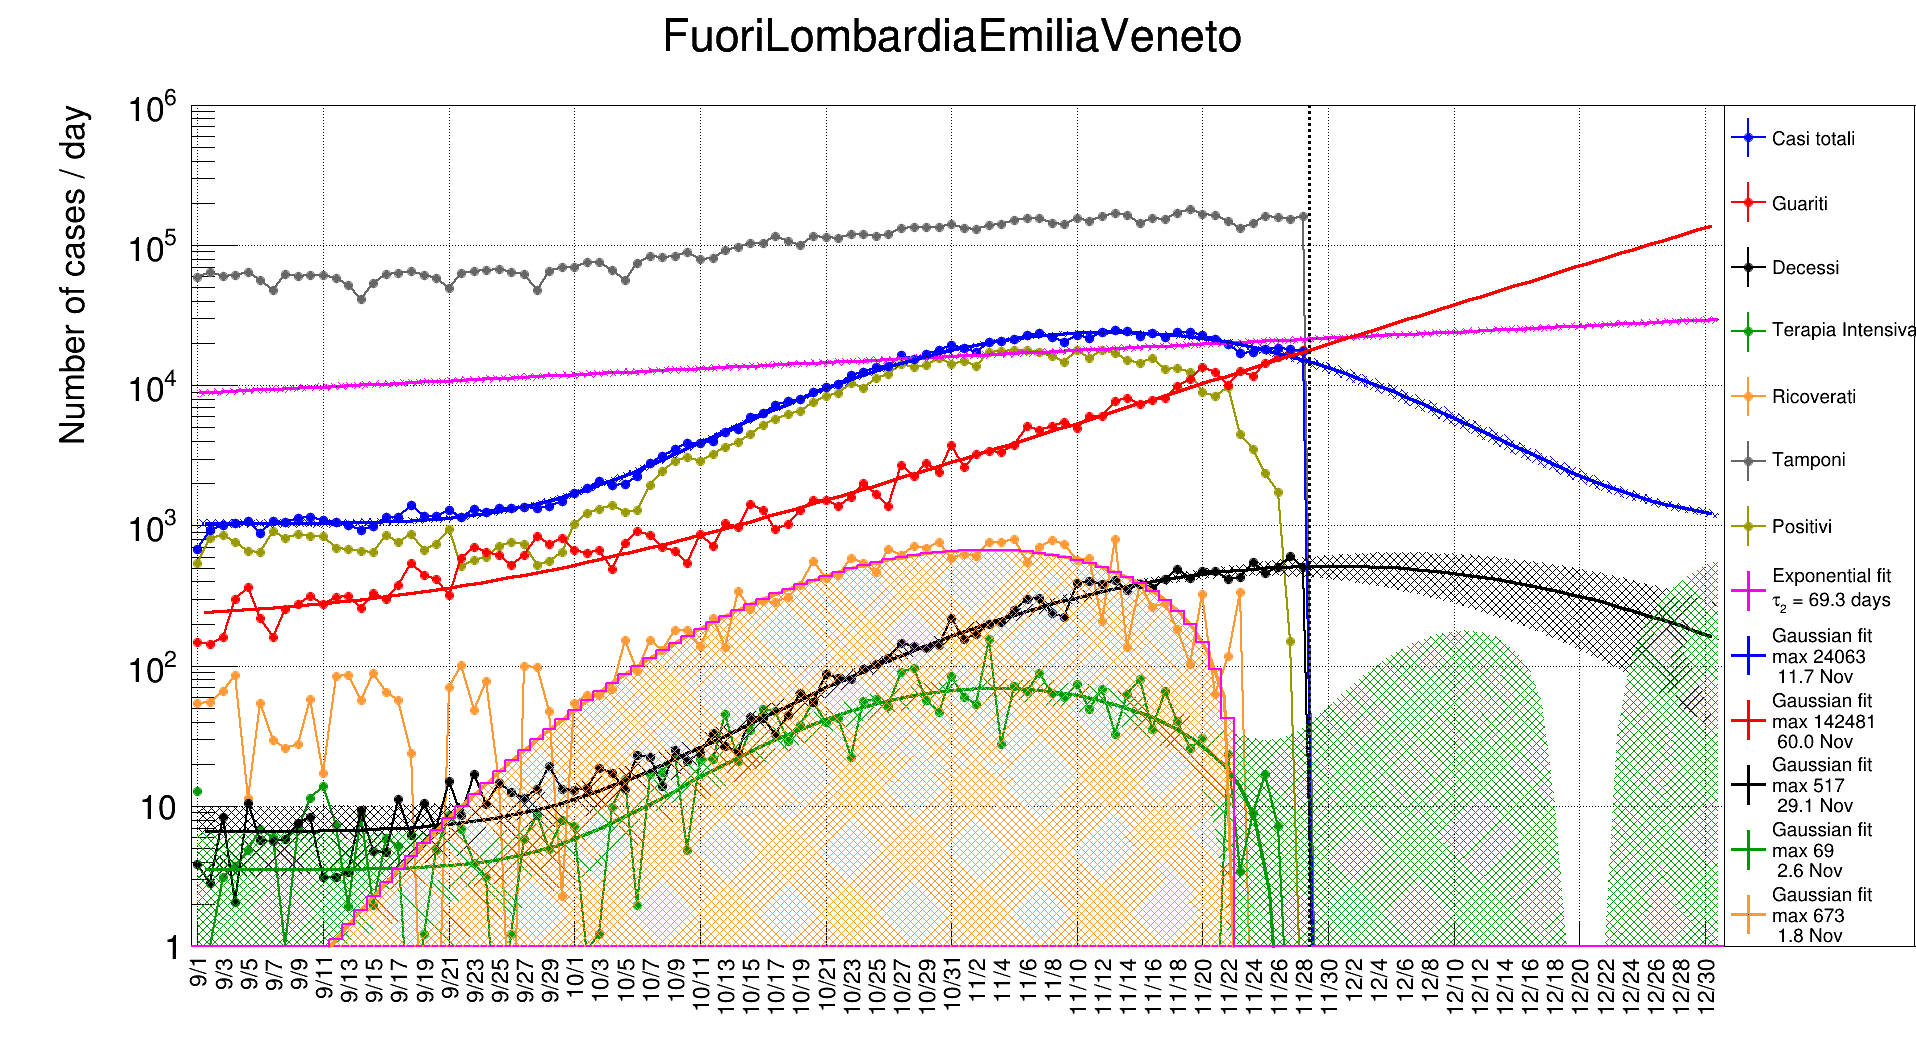 FuoriLombardiaEmiliaVeneto
Number of cases / day
10^6
10^5
10^4
10^3
10^2
10
1
9/1
9/3
9/5
9/7
9/9
9/11
9/13
9/15
9/17
9/19
9/21
9/23
9/25
9/27
9/29
10/1
10/3
10/5
10/7
10/9
10/11
10/13
10/15
10/17
10/19
10/21
10/23
10/25
10/27
10/29
10/31
11/2
11/4
11/6
11/8
11/10
11/12
11/14
11/16
11/18
11/20
11/22
11/24
11/26
11/28
11/30
12/2
12/4
12/6
12/8
12/10
12/12
12/14
12/16
12/18
12/20
12/22
12/24
12/26
12/28
12/30
Casi totali
Guariti
Decessi
Terapia Intensiva
Ricoverati
Tamponi
Positivi
Exponential fit
τ2 = 69.3 days
Gaussian fit
max 24063
11.7 Nov
Gaussian fit
max 142481
60.0 Nov
Gaussian fit
max 517
29.1 Nov
Gaussian fit
max 69
2.6 Nov
Gaussian fit
max 673
1.8 Nov